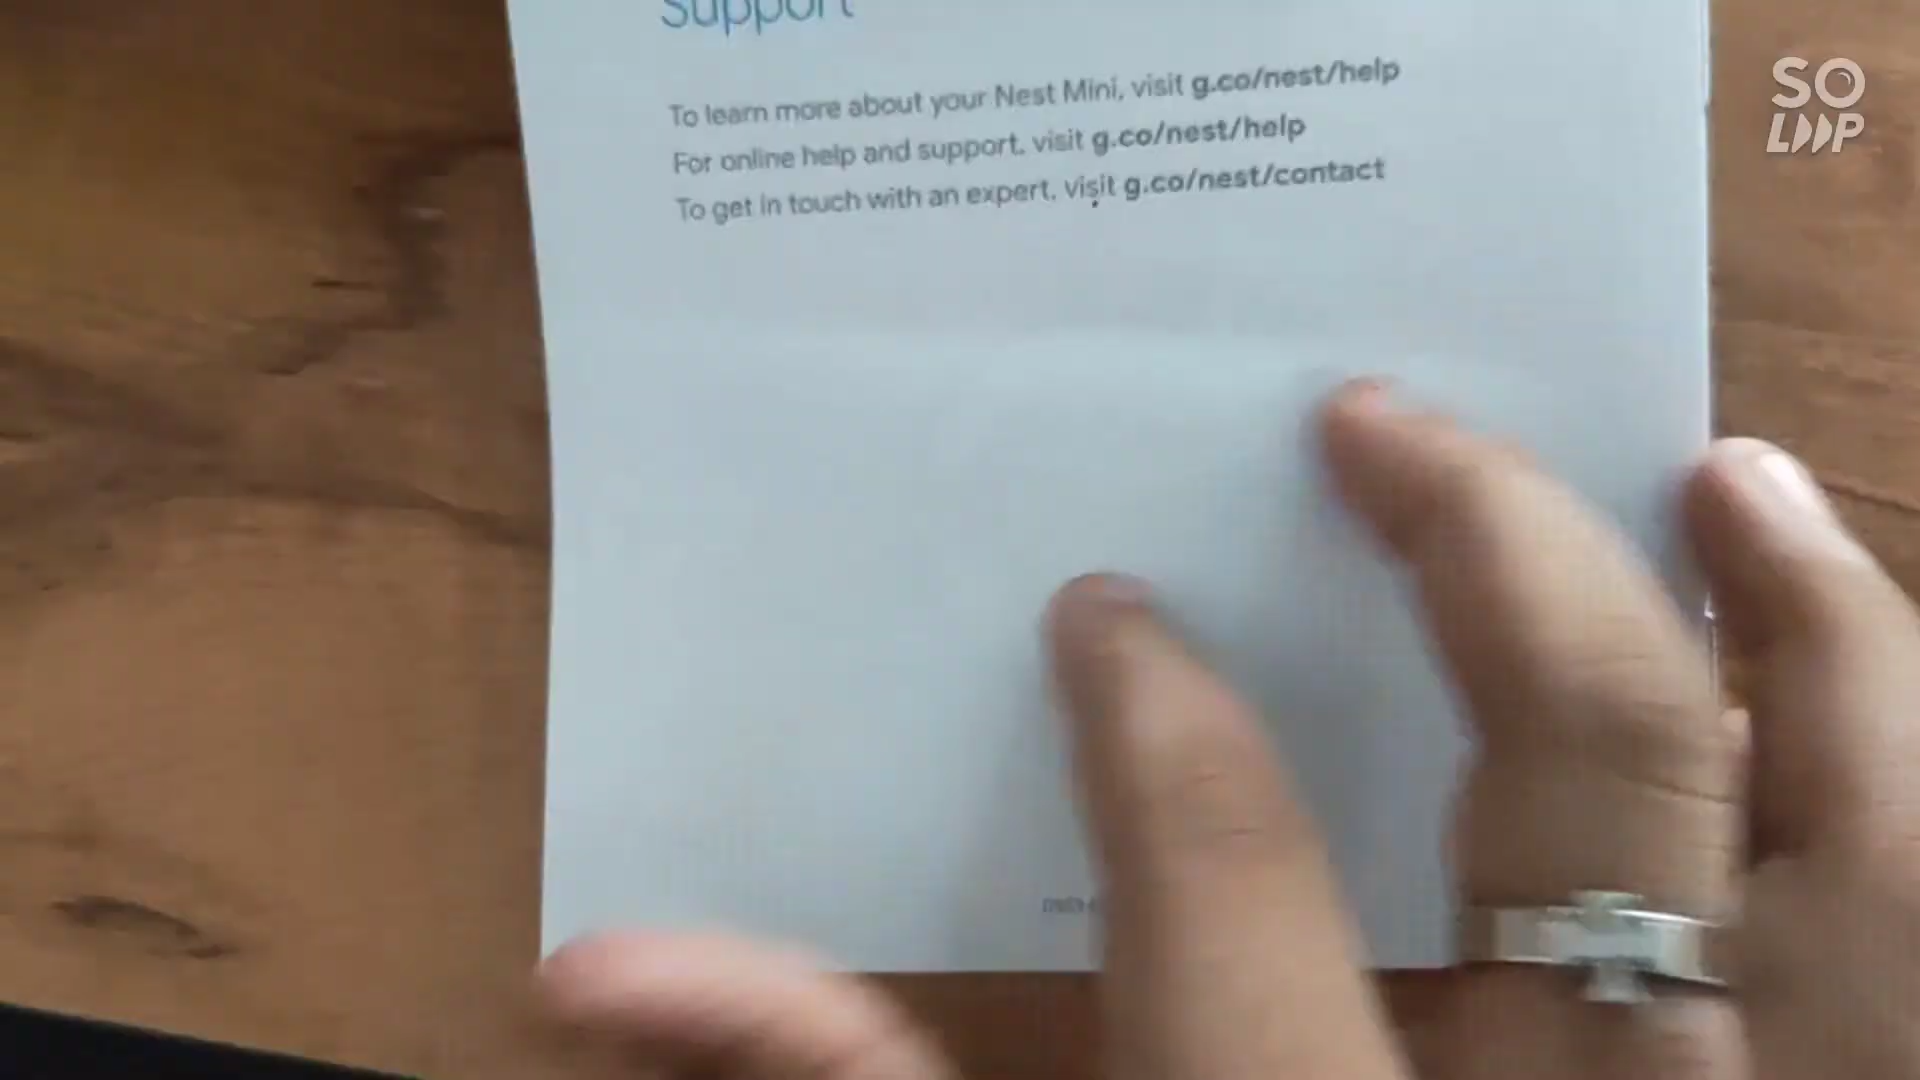 Support
To learn more about your Nest Mini, visit g.co/nest/help
For online help and support, visit g.co/nest/help
To get in touch with an expert, visit g.co/nest/contact
SO
LOOP